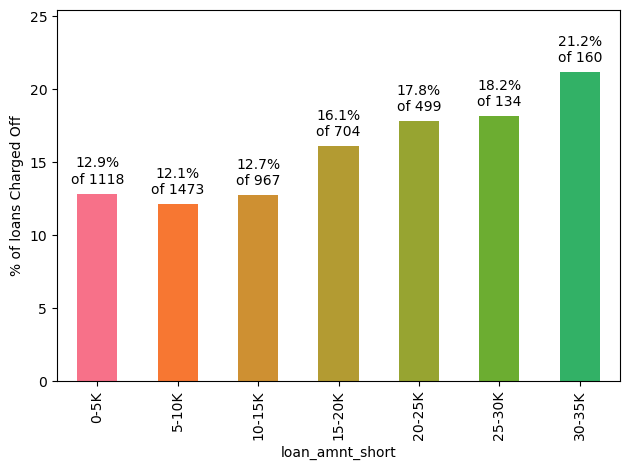 25
20
15
10
5
0
% of loans Charged Off
12.9%
of 1118
12.1%
of 1473
12.7%
of 967
16.1%
of 704
17.8%
of 499
18.2%
of 134
21.2%
of 160
0-5K
5-10K
10-15K
15-20K
20-25K
25-30K
30-35K
loan_amnt_short